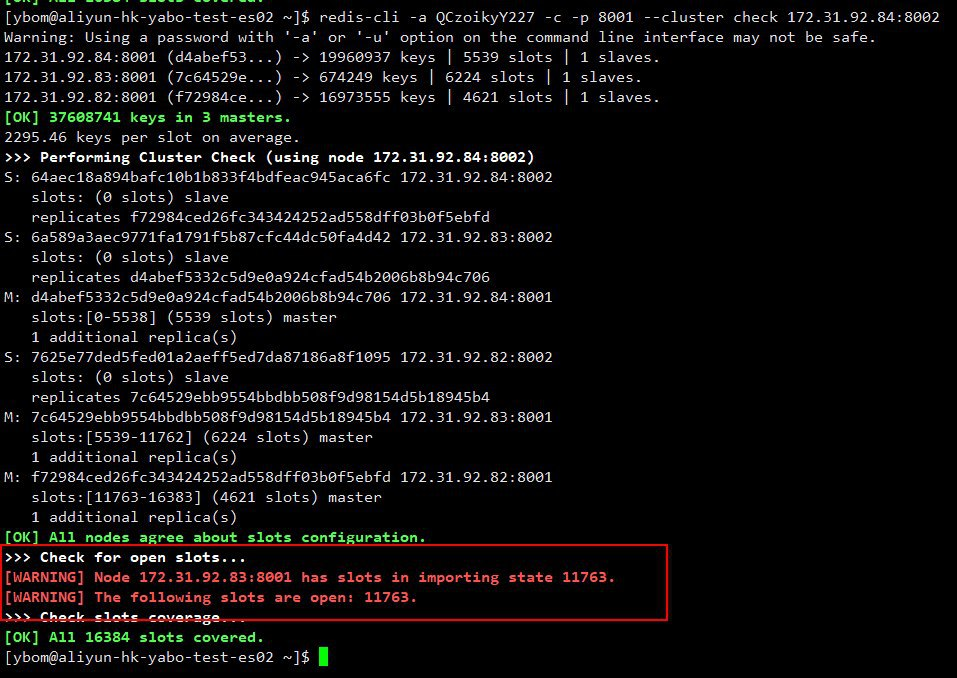 [OK] All 16384 slots covered.
[ybom@aliyun-hk-yabo-test-es02 ~]$ redis-cli -a QCzoikyY227 -c -p 8001 --cluster check 172.31.92.84:8002
Warning: Using a password with '-a' or '-u' option on the command line interface may not be safe.
172.31.92.84:8001 (d4abef53...) -> 19960937 keys | 5539 slots | 1 slaves.
172.31.92.83:8001 (7c64529e...) -> 674249 keys | 6224 slots | 1 slaves.
172.31.92.82:8001 (f72984ce...) -> 16973555 keys | 4621 slots | 1 slaves.
[OK] 37608741 keys in 3 masters.
2295.46 keys per slot on average.
>>> Performing Cluster Check (using node 172.31.92.84:8002)
S: 64aec18a894bafc10b1b833f4bdfeac945aca6fc 172.31.92.84:8002
   slots: (0 slots) slave
   replicates f72984ced26fc343424252ad558dff03b0f5ebfd
S: 6a589a3aec9771fa1791f5b87cfc44dc50fa4d42 172.31.92.83:8002
   slots: (0 slots) slave
   replicates d4abef5332c5d9e0a924cfad54b2006b8b94c706
M: d4abef5332c5d9e0a924cfad54b2006b8b94c706 172.31.92.84:8001
   slots:[0-5538] (5539 slots) master
   1 additional replica(s)
S: 7625e77ded5fed01a2aeff5ed7da87186a8f1095 172.31.92.82:8002
   slots: (0 slots) slave
   replicates 7c64529ebb9554bbdbb508f9d98154d5b18945b4
M: 7c64529ebb9554bbdbb508f9d98154d5b18945b4 172.31.92.83:8001
   slots:[5539-11762] (6224 slots) master
   1 additional replica(s)
M: f72984ced26fc343424252ad558dff03b0f5ebfd 172.31.92.82:8001
   slots:[11763-16383] (4621 slots) master
   1 additional replica(s)
[OK] All nodes agree about slots configuration.
>>> Check for open slots...
[WARNING] Node 172.31.92.83:8001 has slots in importing state 11763.
[WARNING] The following slots are open: 11763.
>>> Check slots coverage...
[OK] All 16384 slots covered.
[ybom@aliyun-hk-yabo-test-es02 ~]$